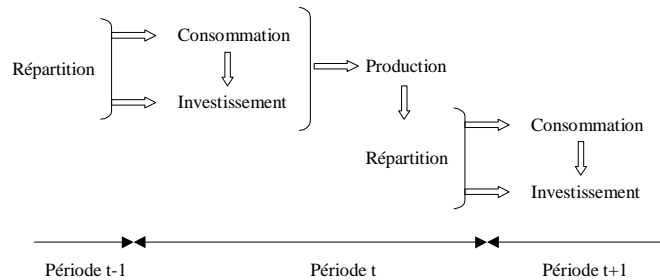 Consommation
Répartition
Production
Investissement
Consommation
Répartition
Investissement
Période t-1
Période t
Période t+1